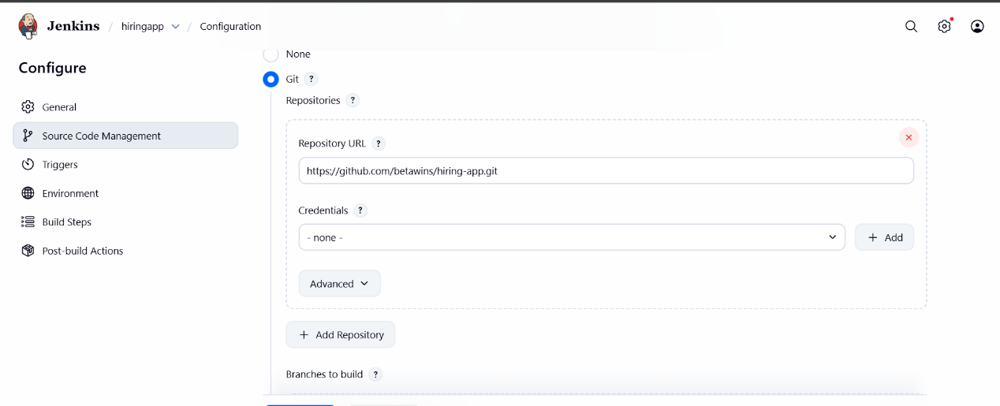 Jenkins / hiringapp / Configuration
Configure
General
Source Code Management
Triggers
Environment
Build Steps
Post-build Actions
None
Git ?
Repositories ?
Repository URL ?
https://github.com/betawins/hiring-app.git
Credentials ?
- none -
+ Add
Advanced
+ Add Repository
Branches to build ?